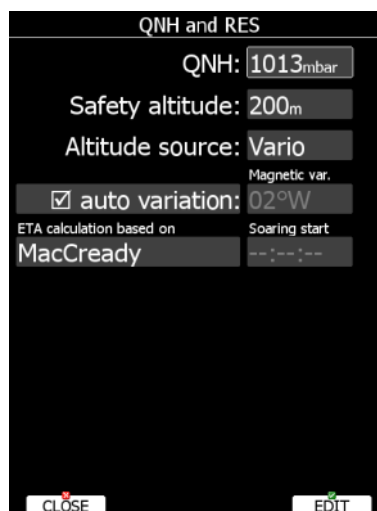 QNH and RES
QNH: 1013mbar
Safety altitude: 200m
Altitude source: Vario
Magnetic var.
auto variation: 02°W
ETA calculation based on Soaring start
MacCready --:--:--
CLOSE EDIT